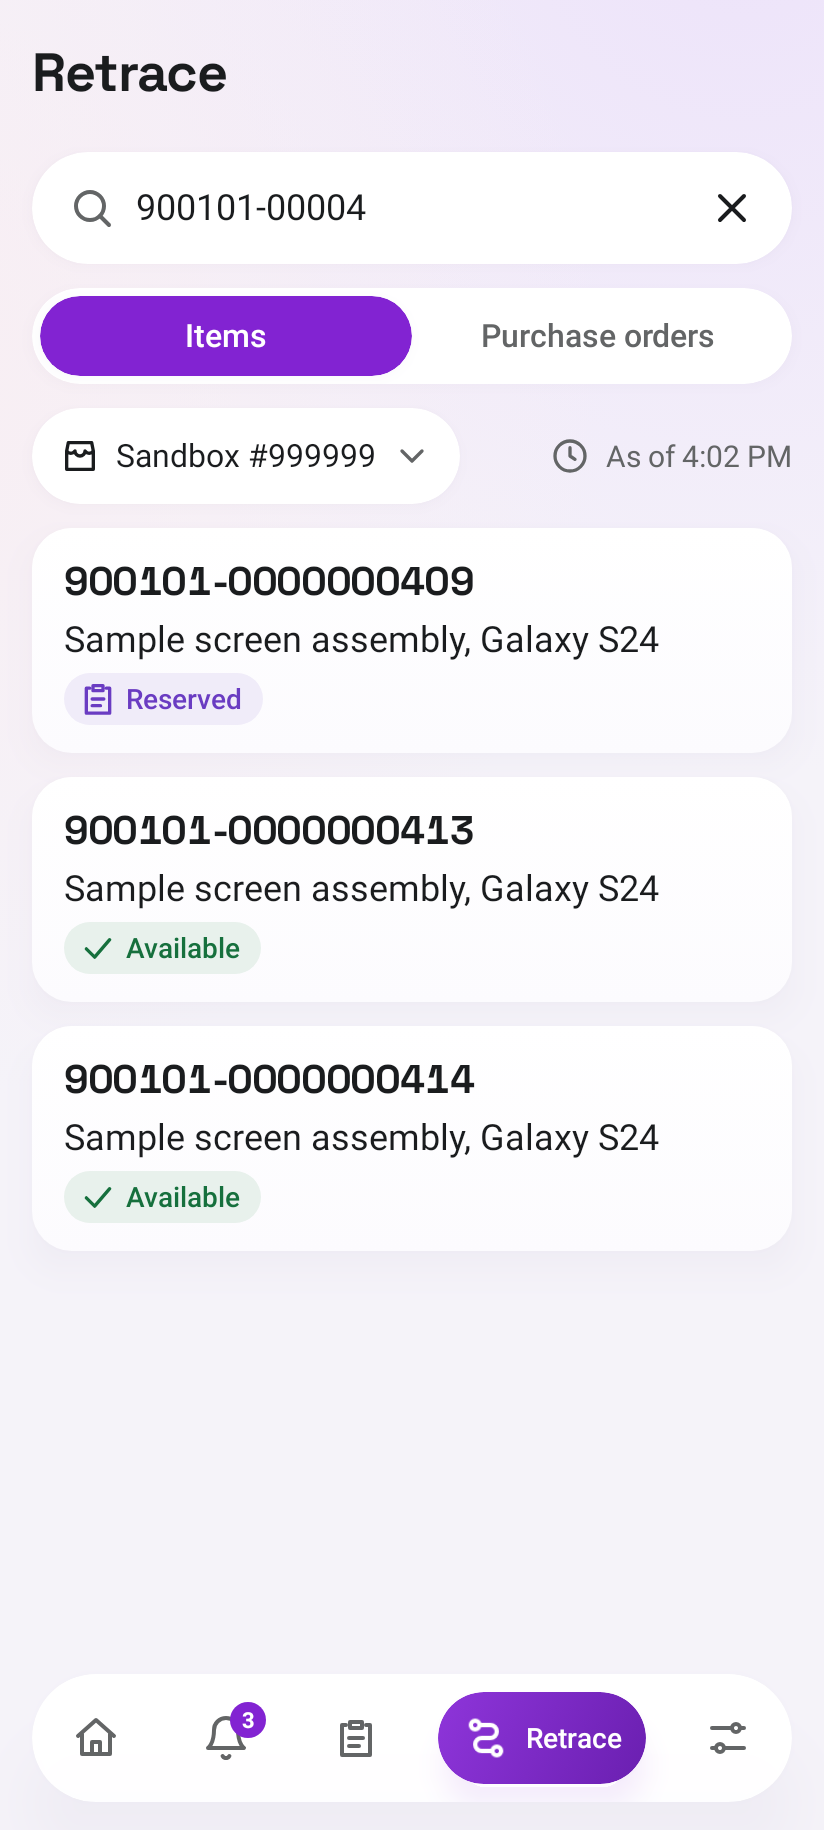 Retrace
900101-00004
Items
Purchase orders
Sandbox #999999
As of 4:02 PM
900101-0000000409
Sample screen assembly, Galaxy S24
Reserved
900101-0000000413
Sample screen assembly, Galaxy S24
Available
900101-0000000414
Sample screen assembly, Galaxy S24
Available
3
Retrace